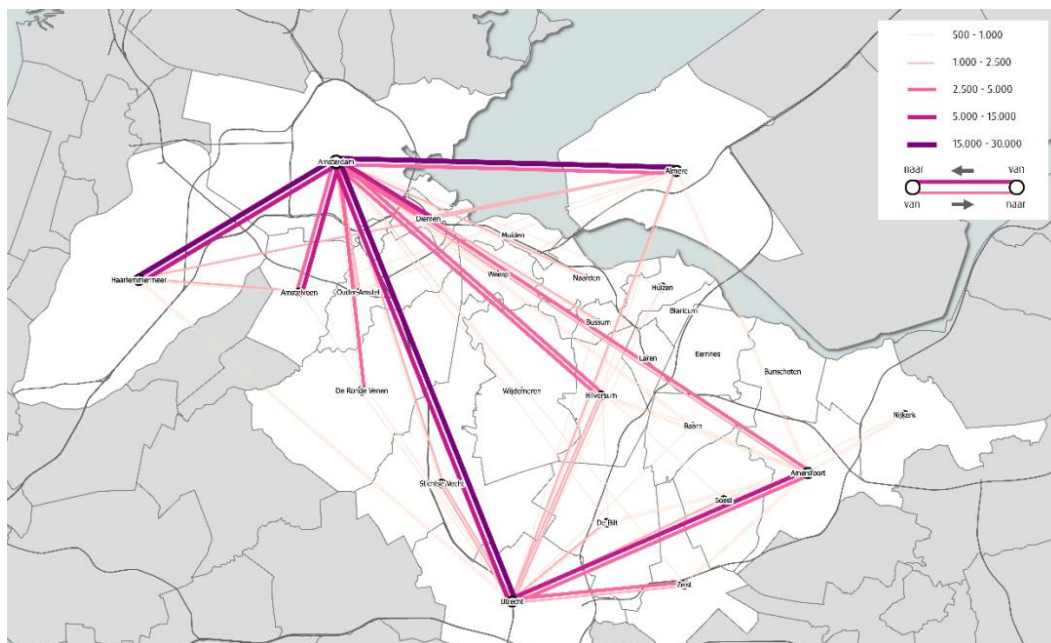 500 - 1.000
1.000 - 2.500
2.500 - 5.000
5.000 - 15.000
15.000 - 30.000
naar van
van naar
Amsterdam
Almere
Diemen
Muiden
Weesp
Naarden
Haarlemmermeer
Amstelveen
Ouder-Amstel
Huizen
Blaricum
Bussum
Laren
Eemnes
Bunschoten
De Ronde Venen
Wijdemeren
Hilversum
Nijkerk
Baarn
Amersfoort
Stichtse Vecht
Soest
De Bilt
Zeist
Utrecht